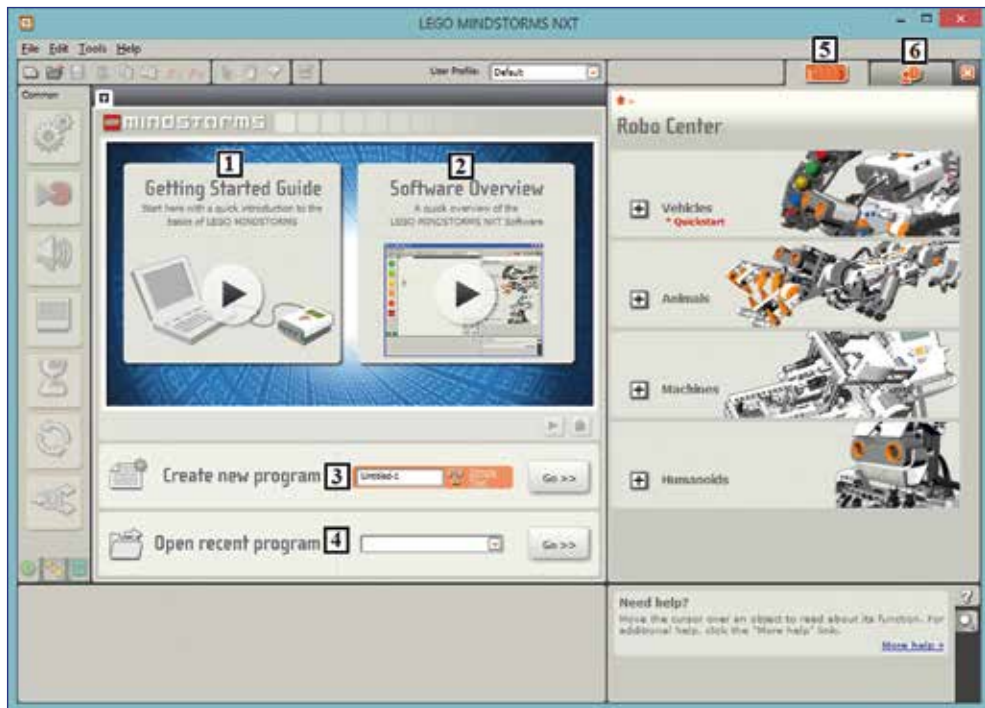 LEGO MINDSTORMS NXT
File Edit Tools Help
5
6
User Profile: Default
Common
mindstorms
Robo Center
1
2
Getting Started Guide
Start here with a quick introduction to the
basics of LEGO MINDSTORMS
Software Overview
A quick overview of the
LEGO MINDSTORMS NXT Software
Vehicles
* Quickstart
Animals
Machines
Humanoids
Create new program 3 Untitled-1 Go >>
Open recent program 4 Go >>
Need help?
Move the cursor over an object to read about its function. For
additional help, click the "More help" link.
More help »
?